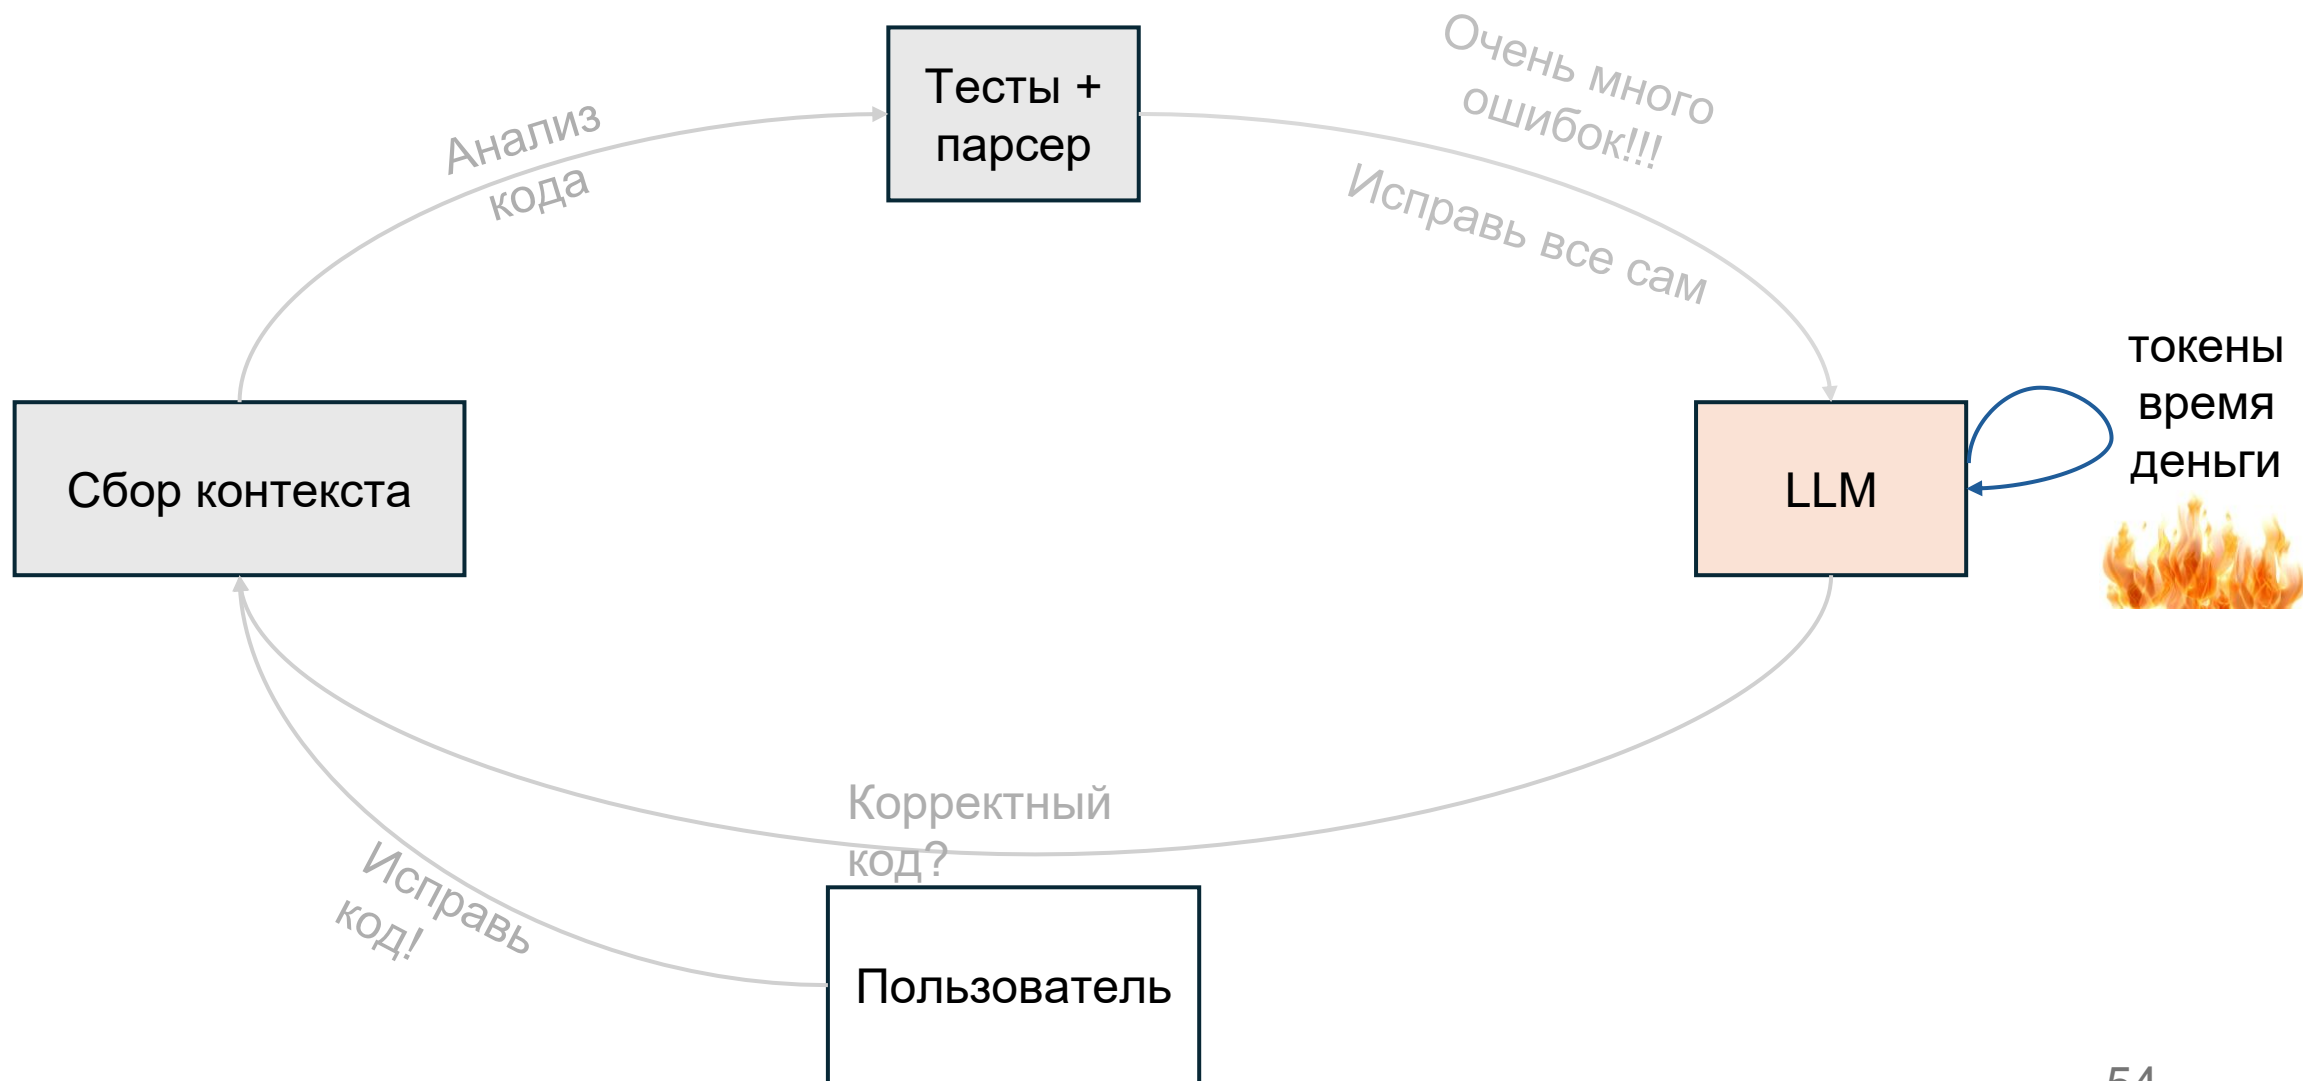 Очень много
ошибок!!!
Тесты +
парсер
Анализ
кода
Исправь все сам
токены
время
деньги
Сбор контекста
LLM
Корректный
код?
Исправь
код!
Пользователь
54